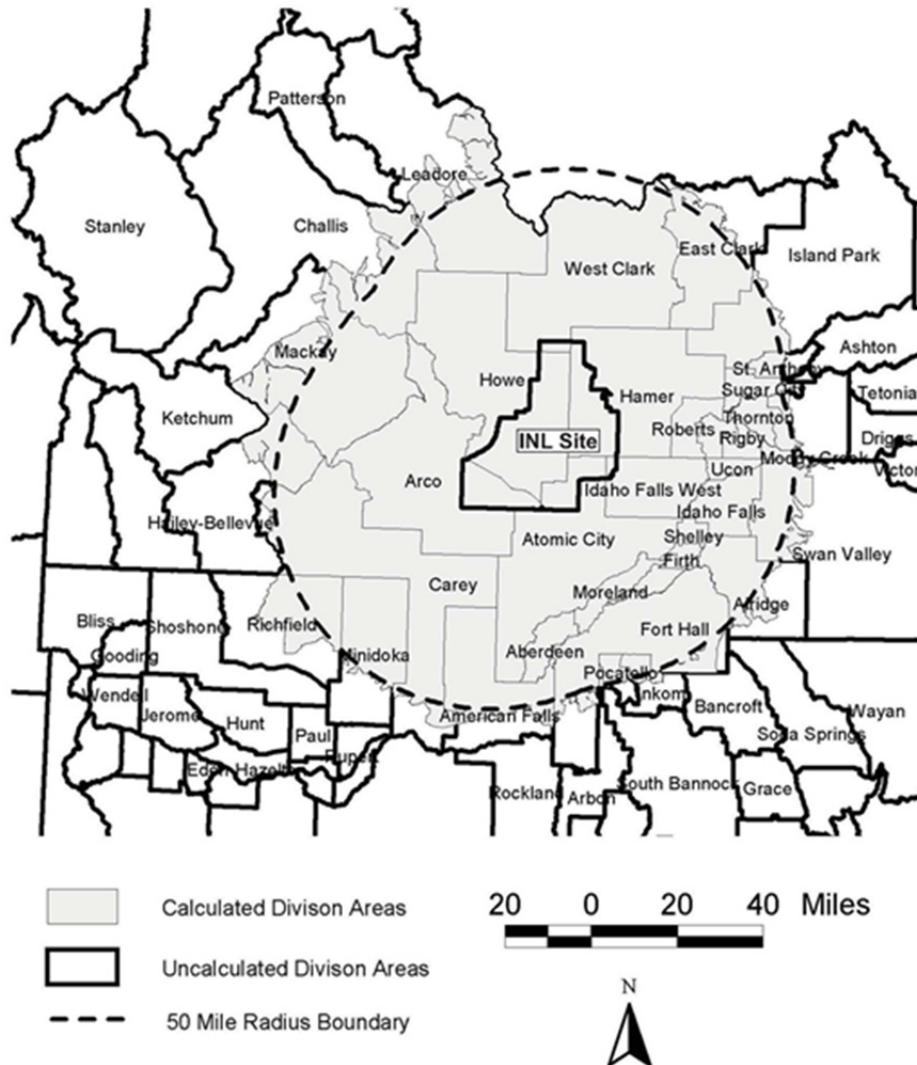 Patterson
Leadore
Stanley
Challis
East Clark
Island Park
West Clark
Mackay
Ashton
St. Anthony
Howe
Sugar City
Tetonia
Ketchum
Hamer
Thornton
Roberts
Rigby
Driggs
INL Site
Moody Creek
Victor
Ucon
Arco
Idaho Falls West
Idaho Falls
Hailey-Bellevue
Atomic City
Shelley
Swan Valley
Firth
Carey
Moreland
Alridge
Bliss
Shoshone
Richfield
Fort Hall
Gooding
Minidoka
Aberdeen
Pocatello
Inkom
Wendell
Bancroft
Jerome
Hunt
American Falls
Wayan
Paul
Soda Springs
Rupert
Eden-Hazelton
Rockland
Arbon
South Bannock
Grace
Calculated Divison Areas
20 0 20 40 Miles
Uncalculated Divison Areas
50 Mile Radius Boundary
N